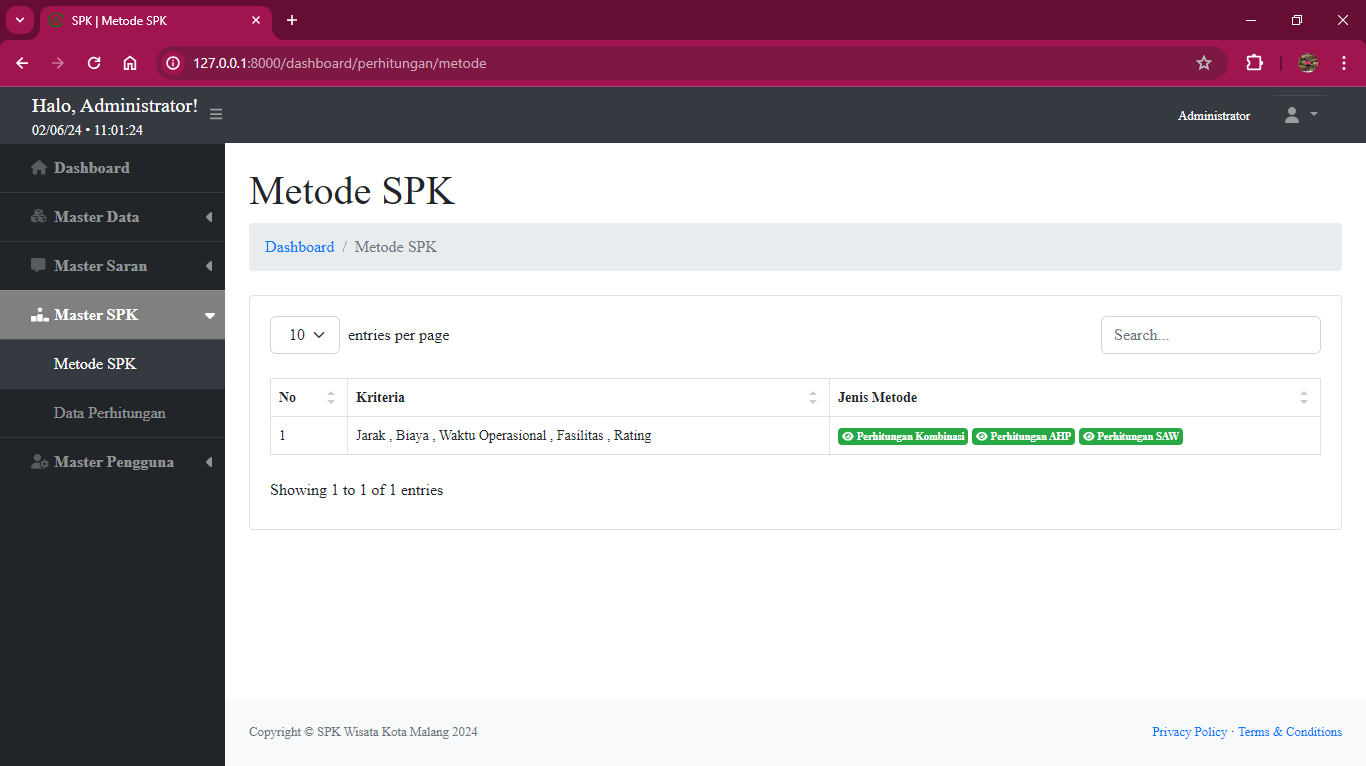 SPK | Metode SPK
127.0.0.1:8000/dashboard/perhitungan/metode
Halo, Administrator!
02/06/24 • 11:01:24
Administrator
Dashboard
Master Data
Master Saran
Master SPK
Metode SPK
Data Perhitungan
Master Pengguna
Metode SPK
Dashboard / Metode SPK
10 entries per page
Search...
No Kriteria Jenis Metode
1 Jarak , Biaya , Waktu Operasional , Fasilitas , Rating Perhitungan Kombinasi Perhitungan AHP Perhitungan SAW
Showing 1 to 1 of 1 entries
Copyright © SPK Wisata Kota Malang 2024
Privacy Policy · Terms & Conditions